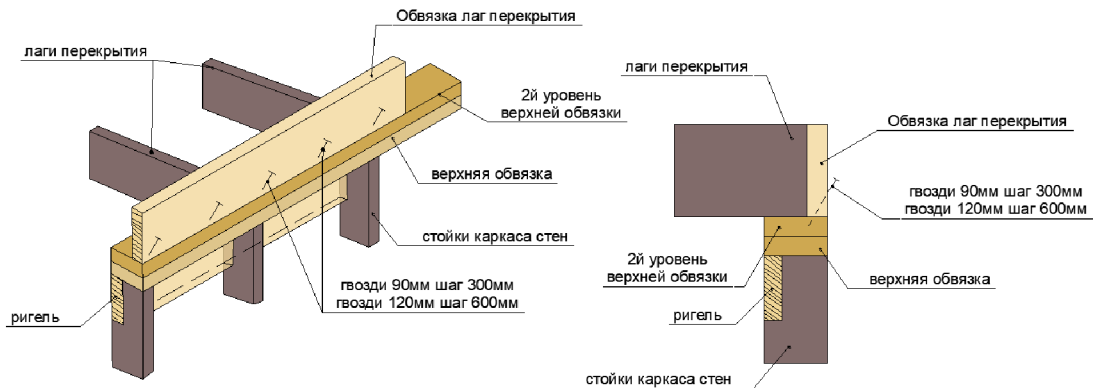 Обвязка лаг перекрытия
лаги перекрытия
2й уровень
верхней обвязки
верхняя обвязка
стойки каркаса стен
гвозди 90мм шаг 300мм
гвозди 120мм шаг 600мм
ригель
лаги перекрытия
Обвязка лаг перекрытия
гвозди 90мм шаг 300мм
гвозди 120мм шаг 600мм
2й уровень
верхней обвязки
верхняя обвязка
ригель
стойки каркаса стен